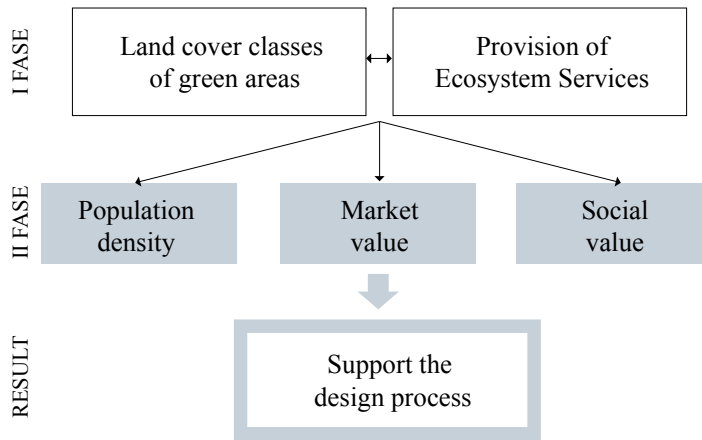 I FASE
Land cover classes
of green areas
Provision of
Ecosystem Services
II FASE
Population
density
Market
value
Social
value
RESULT
Support the
design process